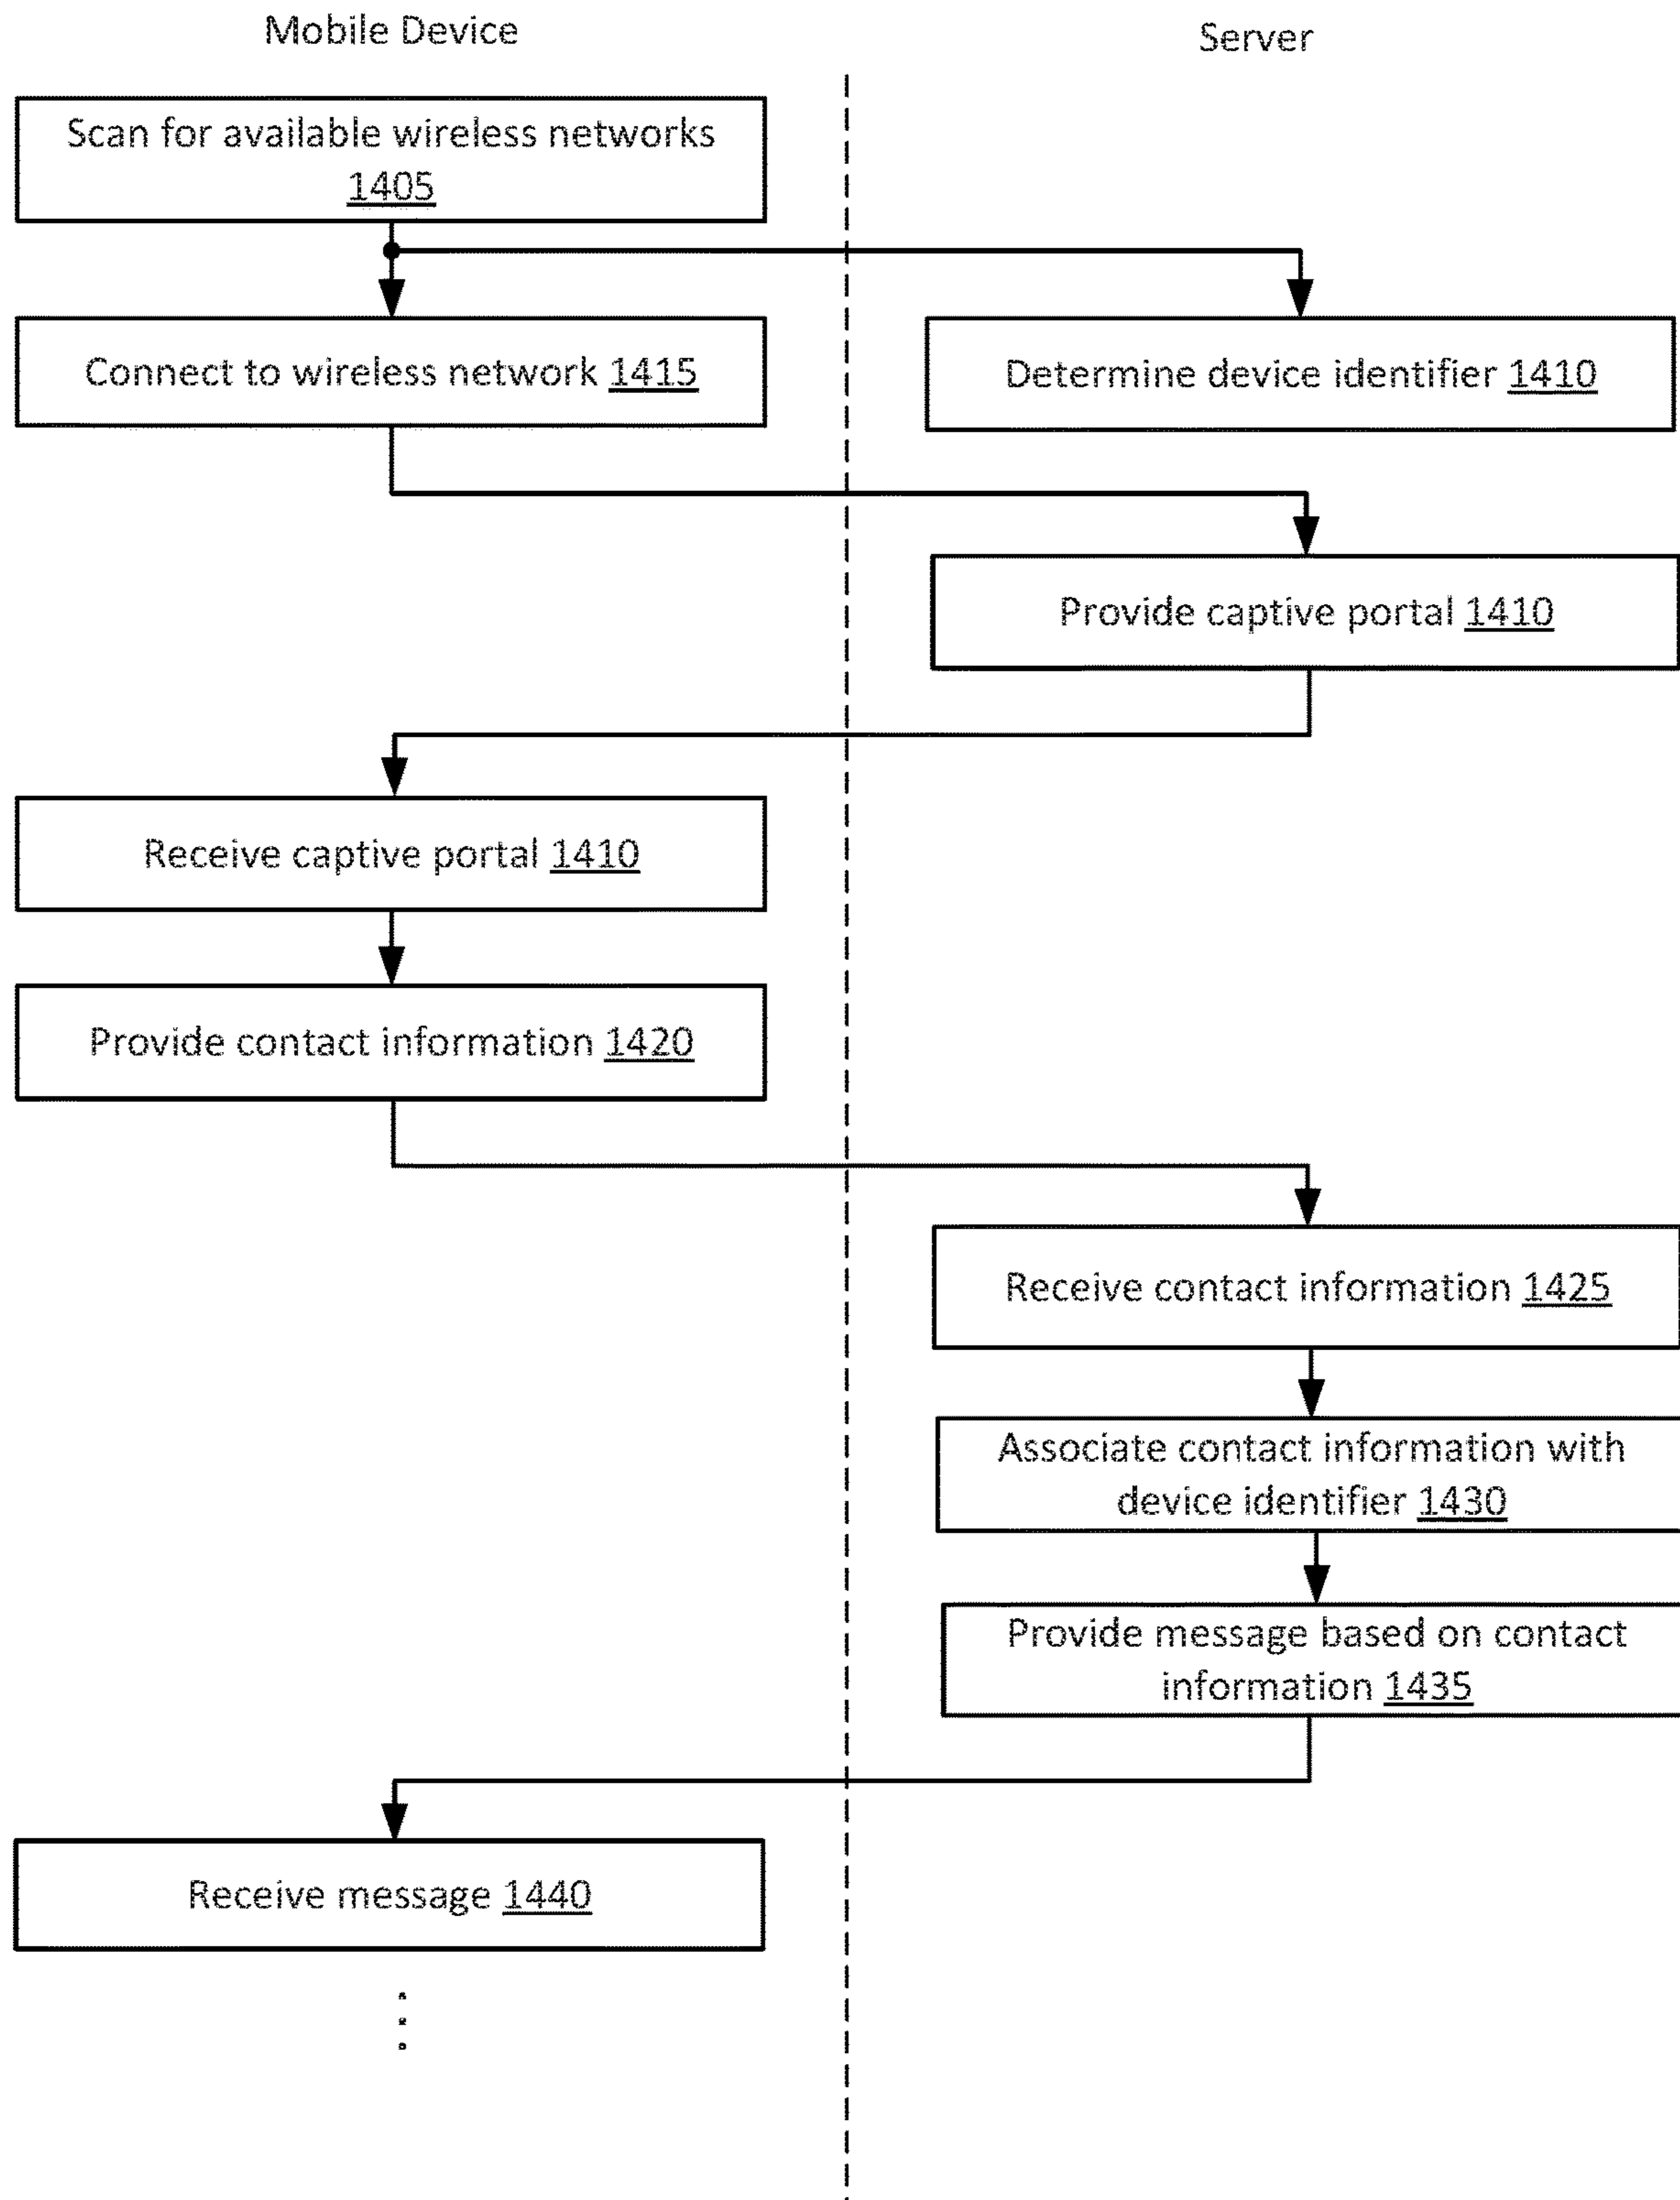 Mobile Device
Server
Scan for available wireless networks
1405
Connect to wireless network 1415
Determine device identifier 1410
Provide captive portal 1410
Receive captive portal 1410
Provide contact information 1420
Receive contact information 1425
Associate contact information with
device identifier 1430
Provide message based on contact
information 1435
Receive message 1440